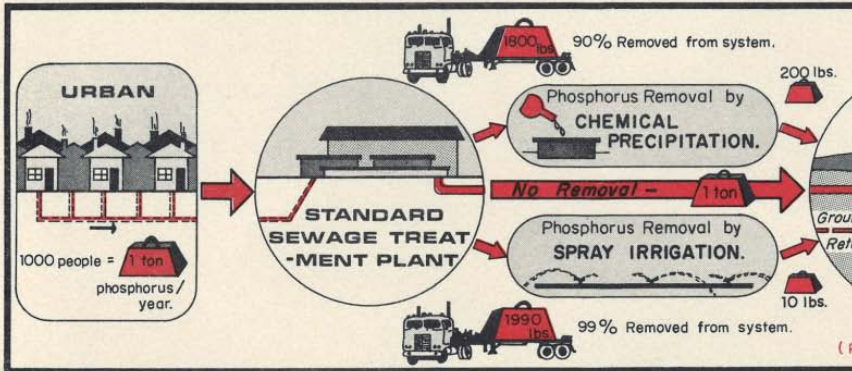 URBAN
1000 people = 1 ton
phosphorus/
year.
STANDARD
SEWAGE TREAT
-MENT PLANT
1800
lbs
90% Removed from system.
Phosphorus Removal by
CHEMICAL
PRECIPITATION.
200 lbs.
No Removal - 1 ton
Phosphorus Removal by
SPRAY IRRIGATION.
10 lbs.
1990
lbs
99% Removed from system.